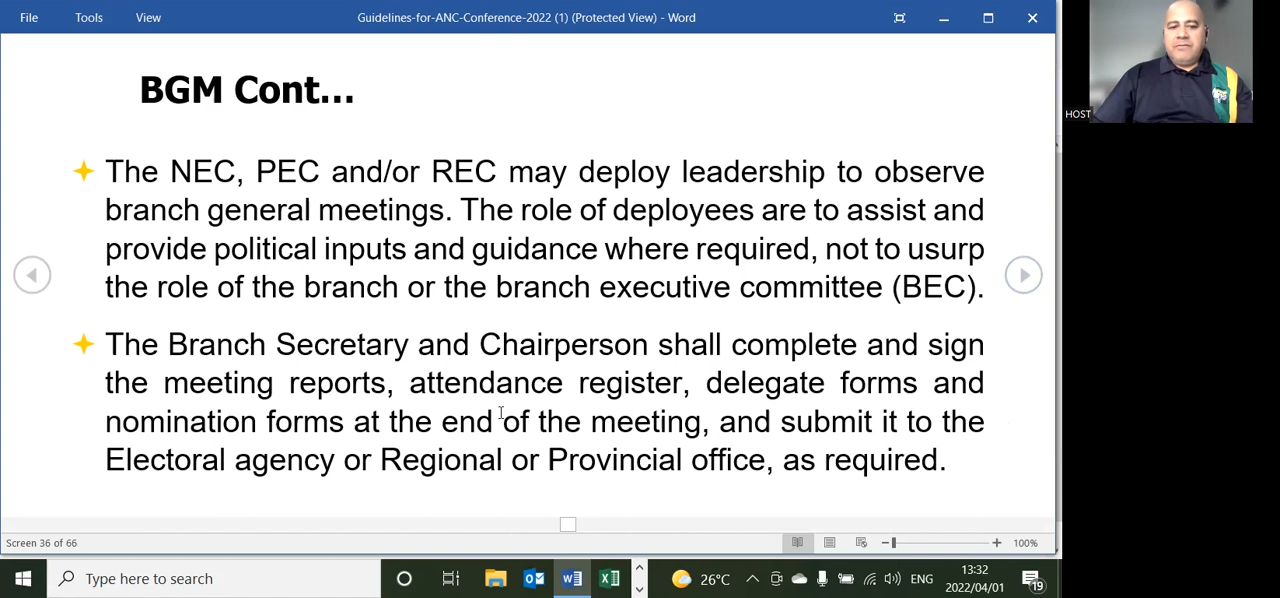 File Tools View Guidelines-for-ANC-Conference-2022 (1) (Protected View) - Word
BGM Cont...
The NEC, PEC and/or REC may deploy leadership to observe
branch general meetings. The role of deployees are to assist and
provide political inputs and guidance where required, not to usurp
the role of the branch or the branch executive committee (BEC).
The Branch Secretary and Chairperson shall complete and sign
the meeting reports, attendance register, delegate forms and
nomination forms at the end of the meeting, and submit it to the
Electoral agency or Regional or Provincial office, as required.
HOST
Screen 36 of 66 100%
Type here to search 26°C ENG 13:32
2022/04/01 19